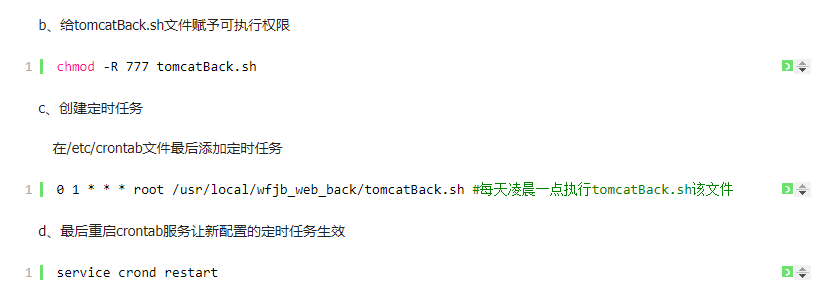 b、给tomcatBack.sh文件赋予可执行权限
1 chmod -R 777 tomcatBack.sh
c、创建定时任务
在/etc/crontab文件最后添加定时任务
1 0 1 * * * root /usr/local/wfjb_web_back/tomcatBack.sh #每天凌晨一点执行tomcatBack.sh该文件
d、最后重启crontab服务让新配置的定时任务生效
1 service crond restart